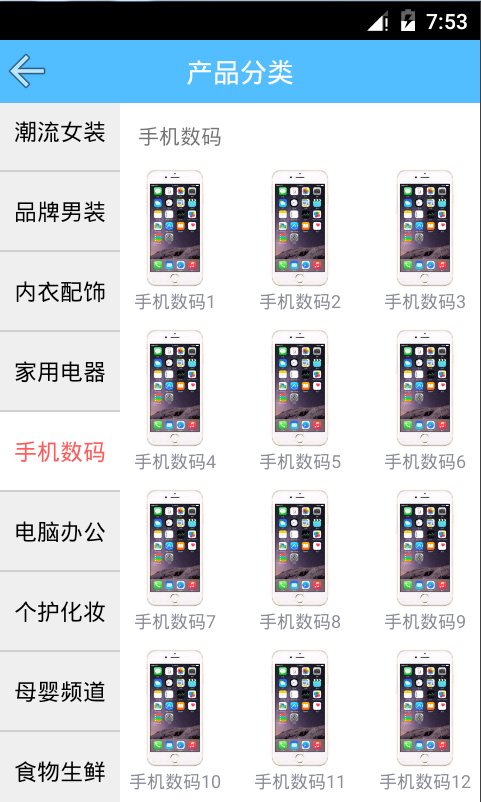 7:53
产品分类
潮流女装
品牌男装
内衣配饰
家用电器
手机数码
电脑办公
个护化妆
母婴频道
食物生鲜
手机数码
手机数码1 手机数码2 手机数码3
手机数码4 手机数码5 手机数码6
手机数码7 手机数码8 手机数码9
手机数码10 手机数码11 手机数码12